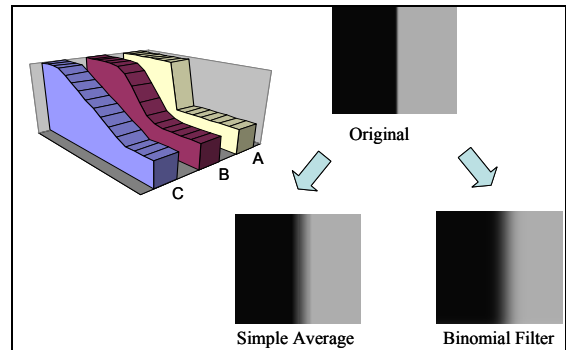 A
B
C
Original
Simple Average
Binomial Filter